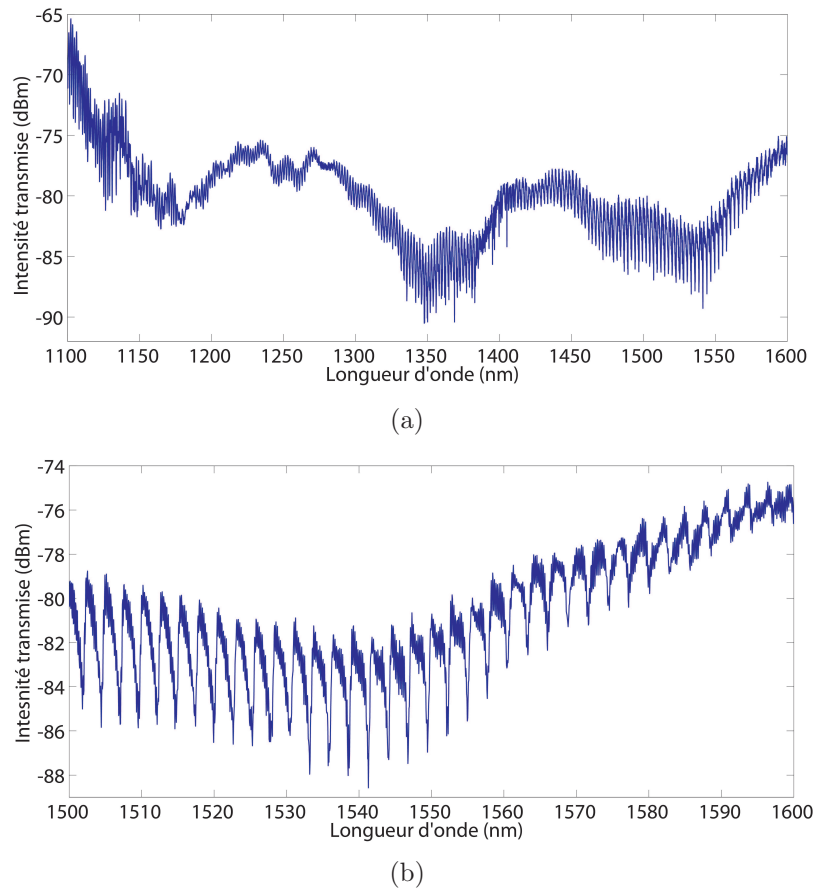 -65
-70
-75
-80
-85
-90
Intensité transmise (dBm)
1100 1150 1200 1250 1300 1350 1400 1450 1500 1550 1600
Longueur d'onde (nm)
(a)
-74
-76
-78
-80
-82
-84
-86
-88
Intesnité transmise (dBm)
1500 1510 1520 1530 1540 1550 1560 1570 1580 1590 1600
Longueur d'onde (nm)
(b)